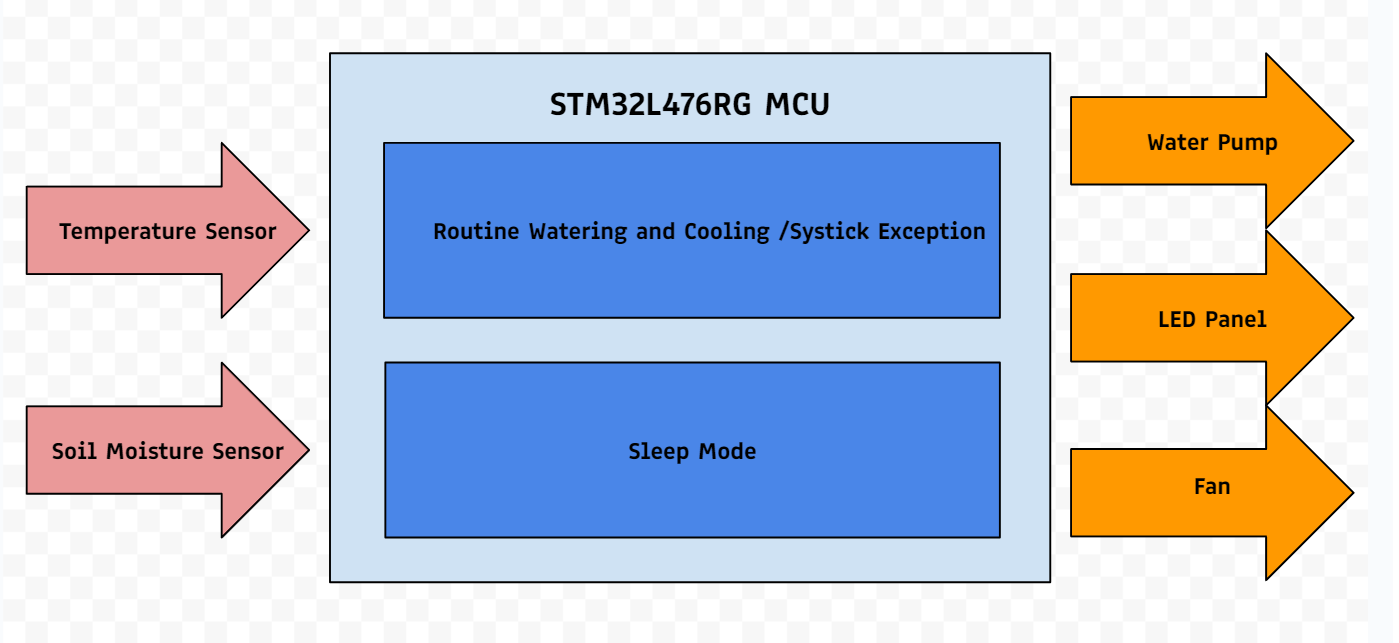 STM32L476RG MCU
Temperature Sensor
Soil Moisture Sensor
Routine Watering and Cooling /Systick Exception
Sleep Mode
Water Pump
LED Panel
Fan